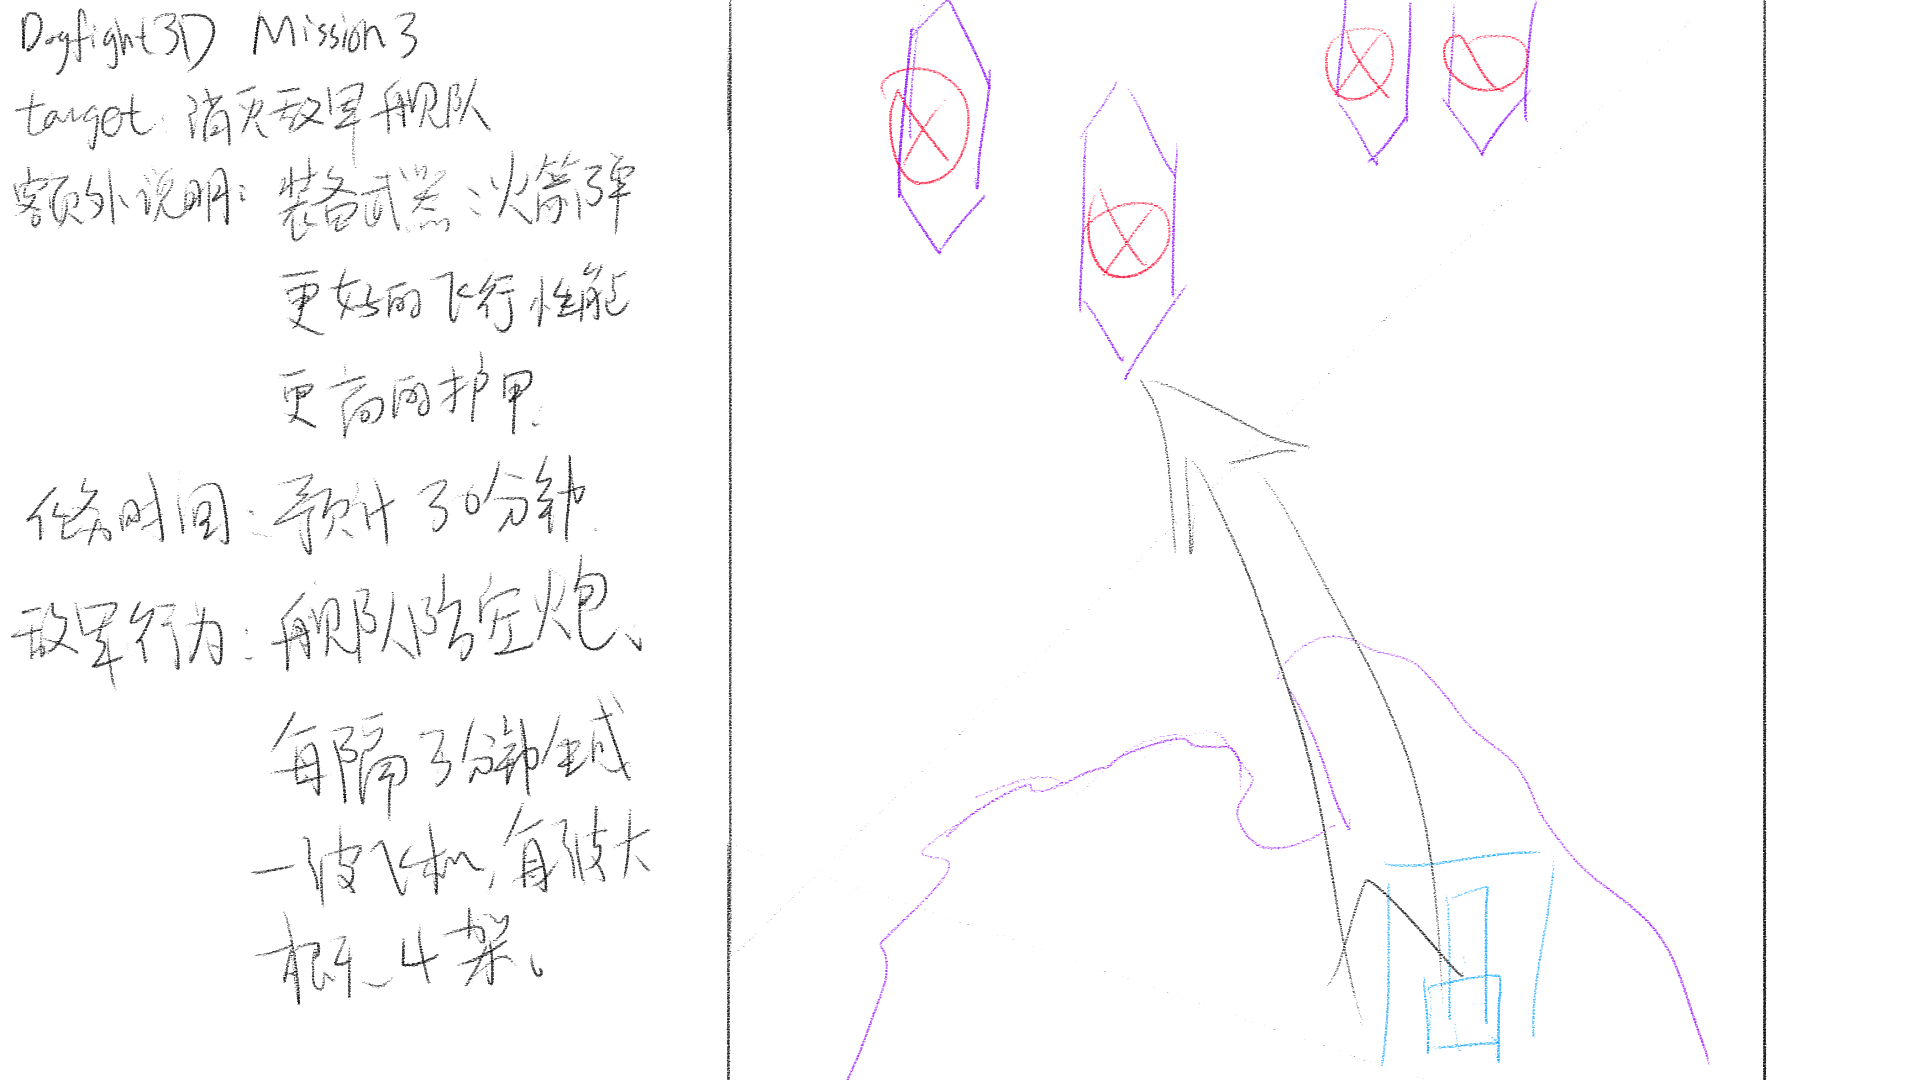 Dogfight3D Mission3
target: 消灭敌军舰队
额外说明: 装备武器:火箭弹
更好的飞行性能
更高的护甲.
任务时间: 预计30分钟.
敌军行为: 舰队防空炮、
每隔3分钟生成
一波飞机,每波大
概 4架、